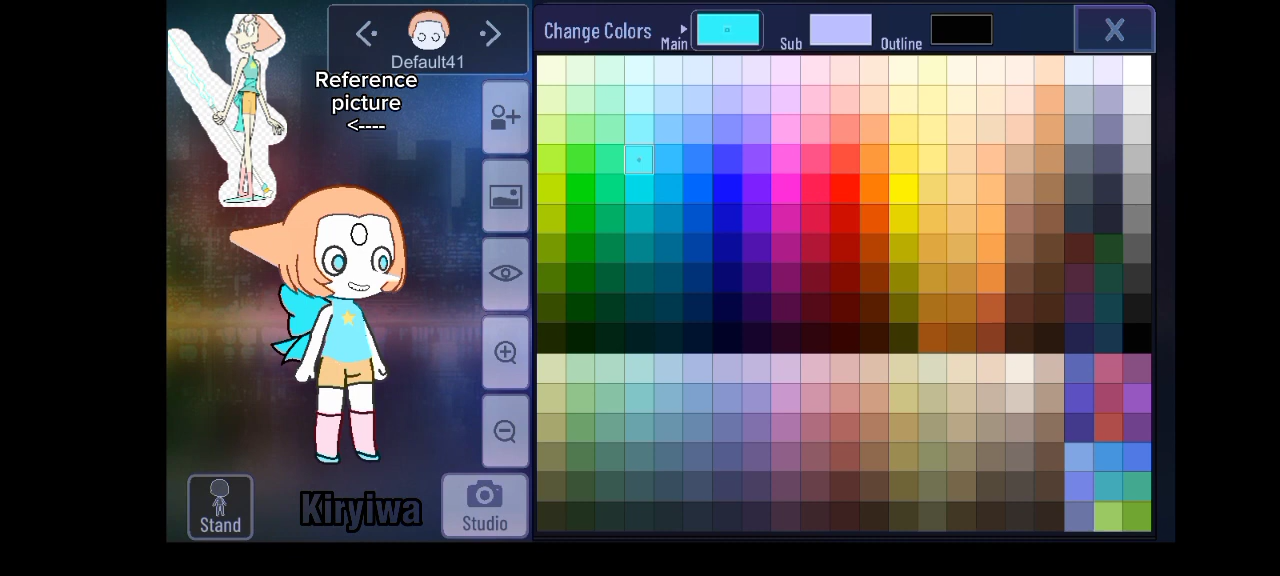 Default41
Reference
picture
<----
Change Colors
Main
Sub
Outline
X
Stand
Kiryiwa
Studio